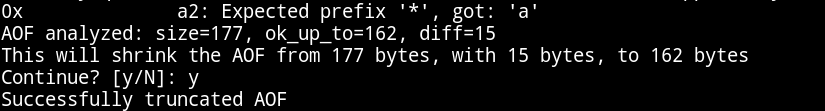 0x              a2: Expected prefix '*', got: 'a'
AOF analyzed: size=177, ok_up_to=162, diff=15
This will shrink the AOF from 177 bytes, with 15 bytes, to 162 bytes
Continue? [y/N]: y
Successfully truncated AOF